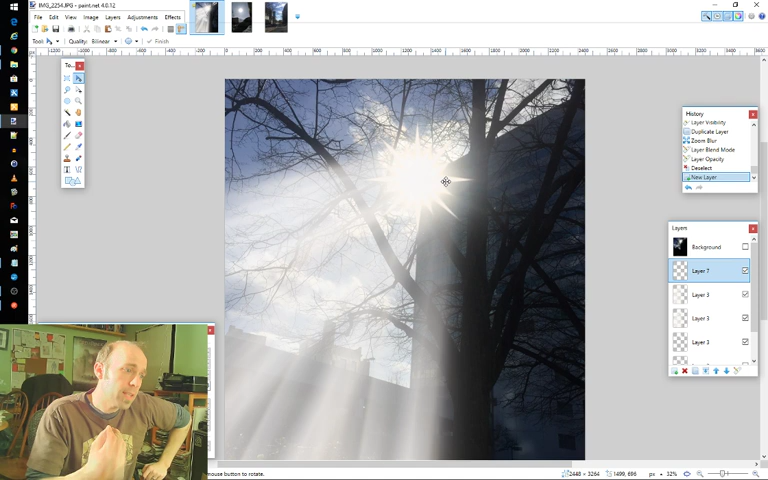 IMG_2254.JPG - paint.net 4.0.12
File Edit View Image Layers Adjustments Effects
Tool: Quality: Bilinear Finish
To...
History
Layer Visibility
Duplicate Layer
Zoom Blur
Layer Blend Mode
Layer Opacity
Deselect
New Layer
Layers
Background
Layer 7
Layer 3
Layer 3
Layer 3
mouse button to rotate.
2448 × 3264
1499, 696
px
32%